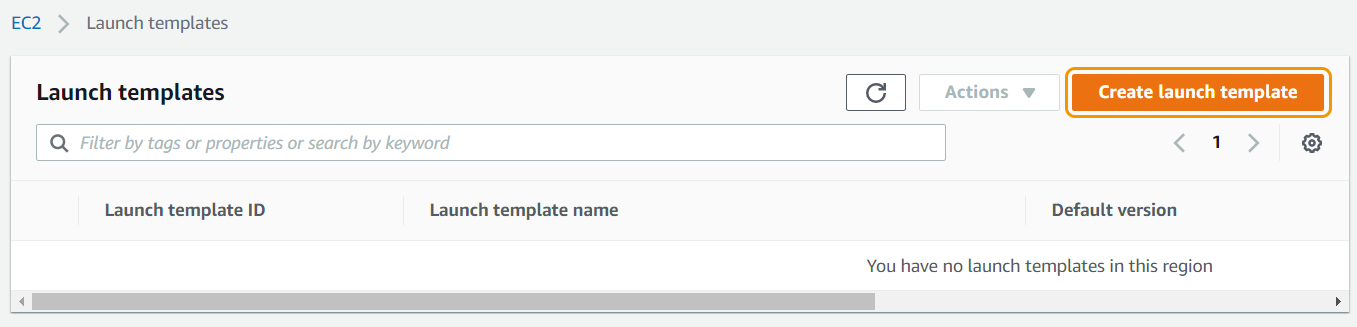 EC2 Launch templates
Launch templates Actions Create launch template
Filter by tags or properties or search by keyword 1
Launch template ID Launch template name Default version
You have no launch templates in this region